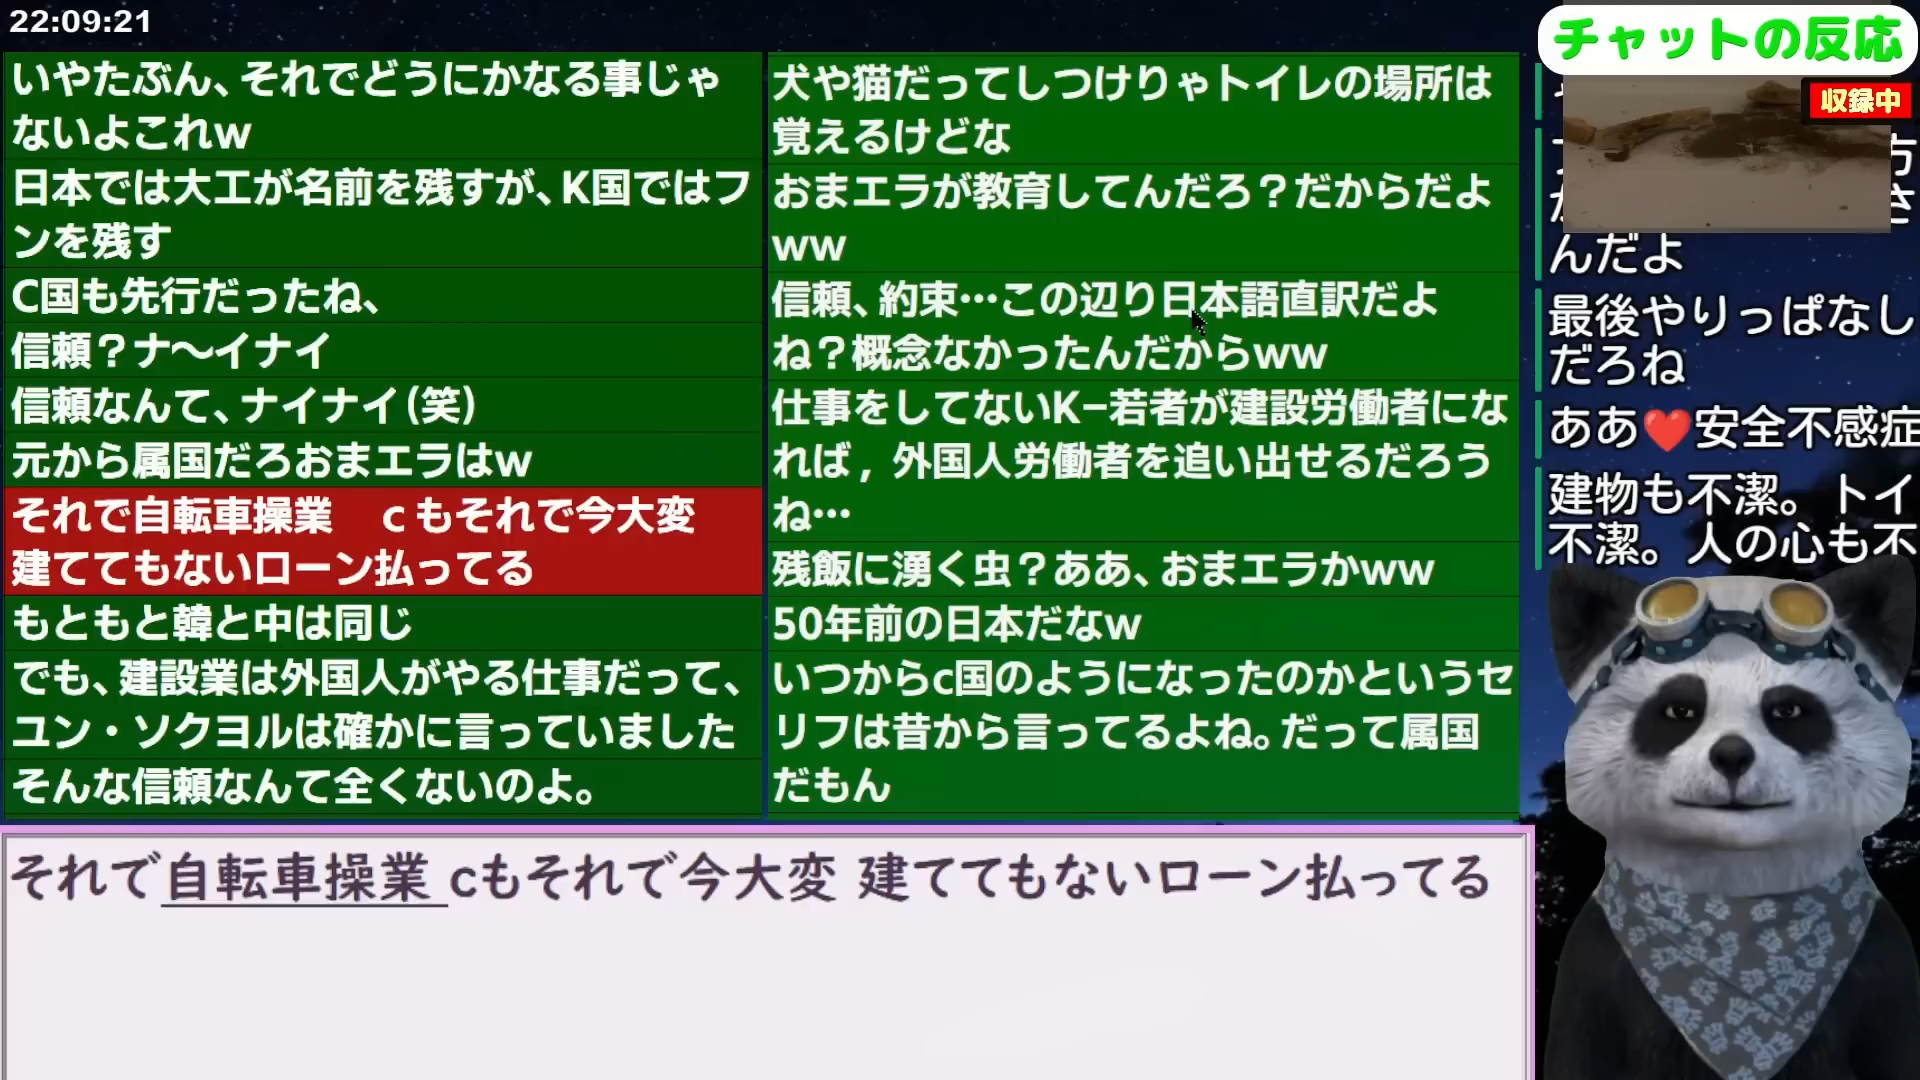 22:09:21
いやたぶん、それでどうにかなる事じゃ
ないよこれw
日本では大工が名前を残すが、K国ではフ
ンを残す
C国も先行だったね、
信頼？ナ〜イナイ
信頼なんて、ナイナイ(笑)
元から属国だろおまエラはw
それで自転車操業　cもそれで今大変
建ててもないローン払ってる
もともと韓と中は同じ
でも、建設業は外国人がやる仕事だって、
ユン・ソクヨルは確かに言っていました
そんな信頼なんて全くないのよ。
犬や猫だってしつけりゃトイレの場所は
覚えるけどな
おまエラが教育してんだろ？だからだよ
ww
信頼、約束…この辺り日本語直訳だよ
ね？概念なかったんだからww
仕事をしてないK−若者が建設労働者にな
れば，外国人労働者を追い出せるだろう
ね…
残飯に湧く虫？ああ、おまエラかww
50年前の日本だなw
いつからc国のようになったのかというセ
リフは昔から言ってるよね。だって属国
だもん
チャットの反応
収録中
方
さ
んだよ
最後やりっぱなし
だろね
ああ❤️安全不感症
建物も不潔。トイ
不潔。人の心も不
それで自転車操業 cもそれで今大変 建ててもないローン払ってる